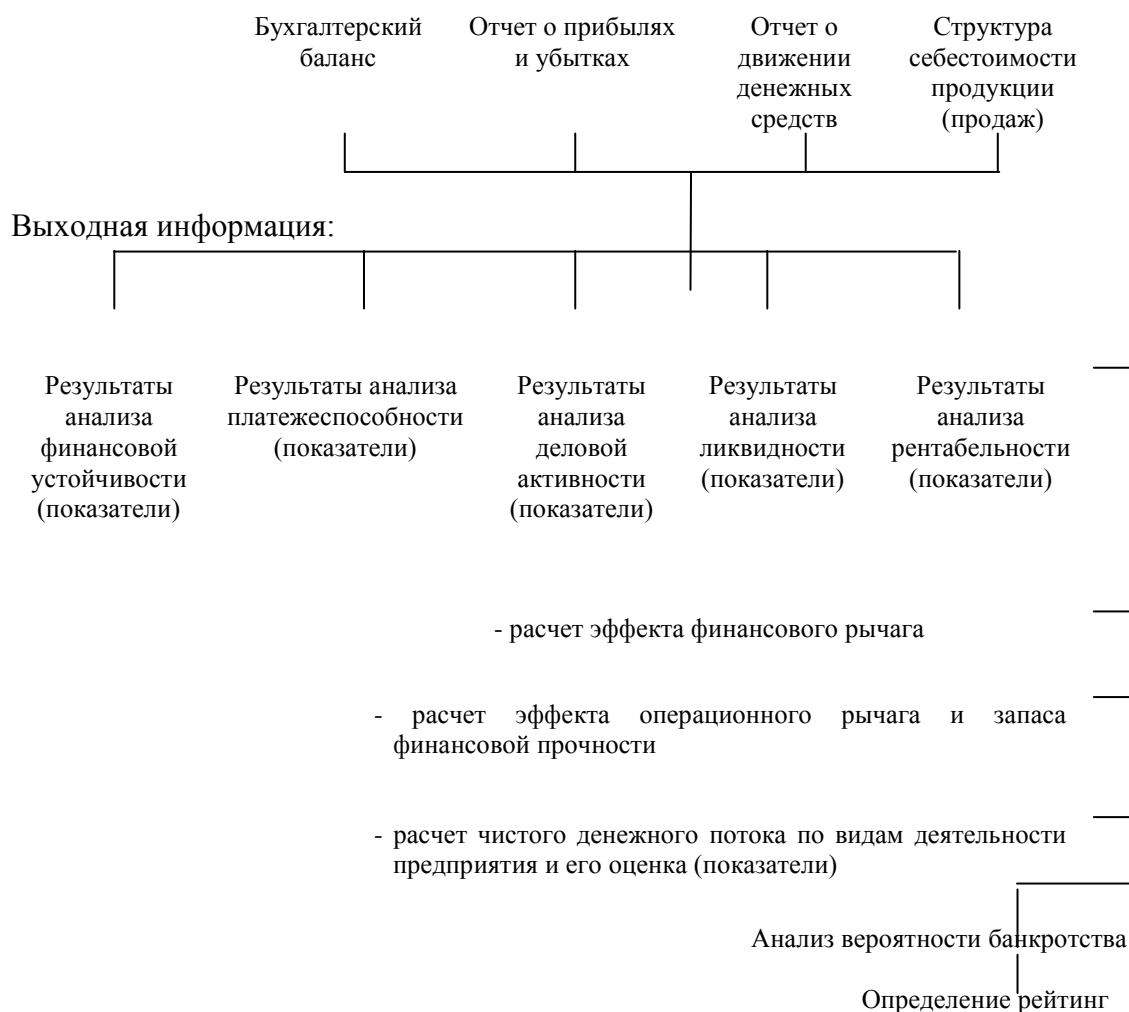 Бухгалтерский
баланс
Отчет о прибылях
и убытках
Отчет о
движении
денежных
средств
Структура
себестоимости
продукции
(продаж)
Выходная информация:
Результаты
анализа
финансовой
устойчивости
(показатели)
Результаты анализа
платежеспособности
(показатели)
Результаты
анализа
деловой
активности
(показатели)
Результаты
анализа
ликвидности
(показатели)
Результаты
анализа
рентабельности
(показатели)
- расчет эффекта финансового рычага
- расчет эффекта операционного рычага и запаса
финансовой прочности
- расчет чистого денежного потока по видам деятельности
предприятия и его оценка (показатели)
Анализ вероятности банкротства
Определение рейтинг